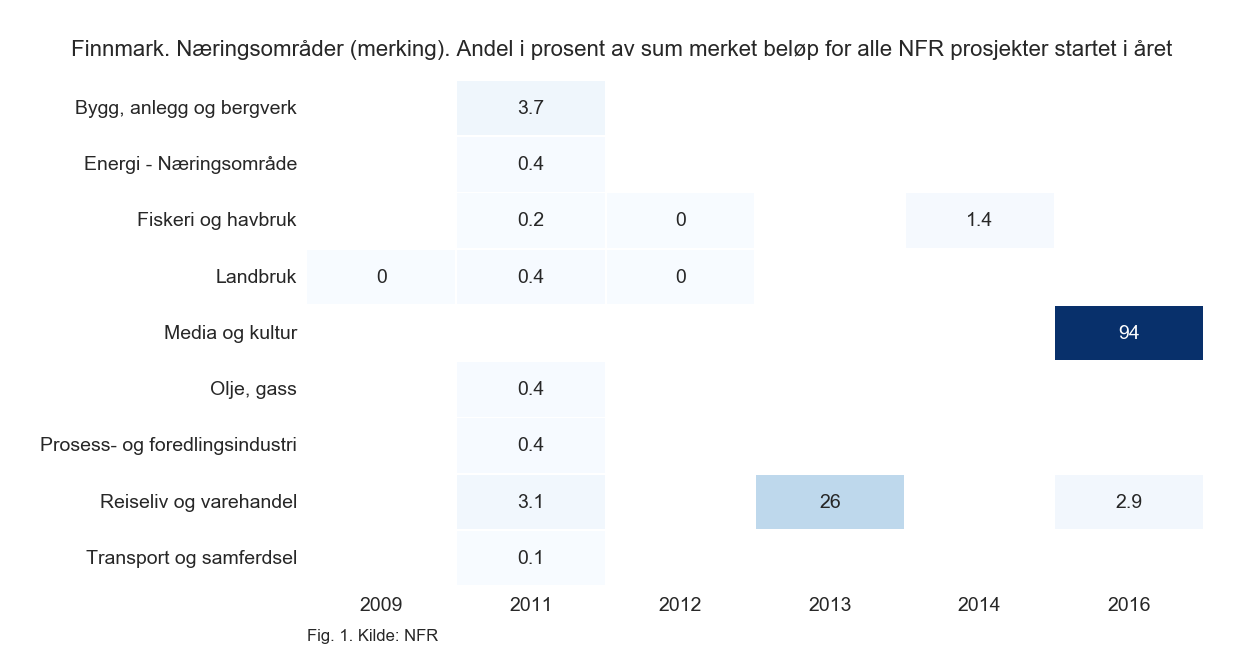 Finnmark. Næringsområder (merking). Andel i prosent av sum merket beløp for alle NFR prosjekter startet i året
Bygg, anlegg og bergverk 3.7
Energi - Næringsområde 0.4
Fiskeri og havbruk 0.2 0 1.4
Landbruk 0 0.4 0
Media og kultur 94
Olje, gass 0.4
Prosess- og foredlingsindustri 0.4
Reiseliv og varehandel 3.1 26 2.9
Transport og samferdsel 0.1
2009 2011 2012 2013 2014 2016
Fig. 1. Kilde: NFR